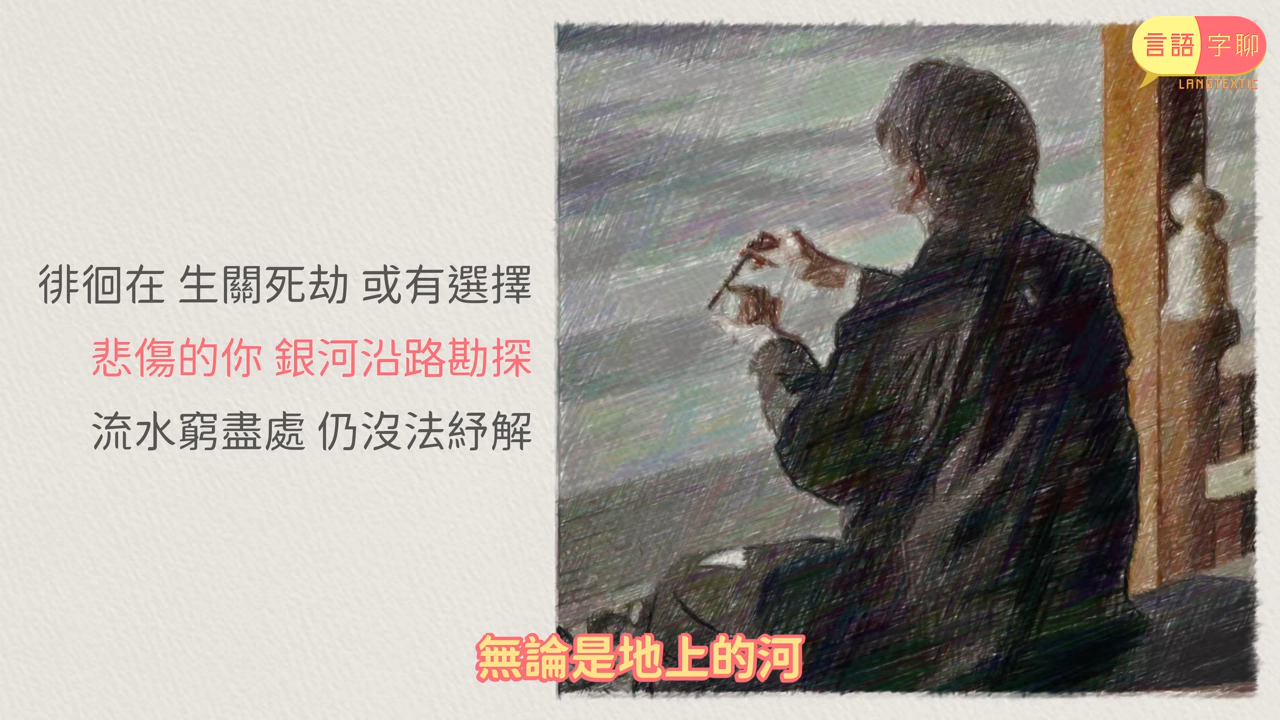 言語字聊
LANGTEXTIC
徘徊在 生關死劫 或有選擇
悲傷的你 銀河沿路勘探
流水窮盡處 仍沒法紓解
無論是地上的河